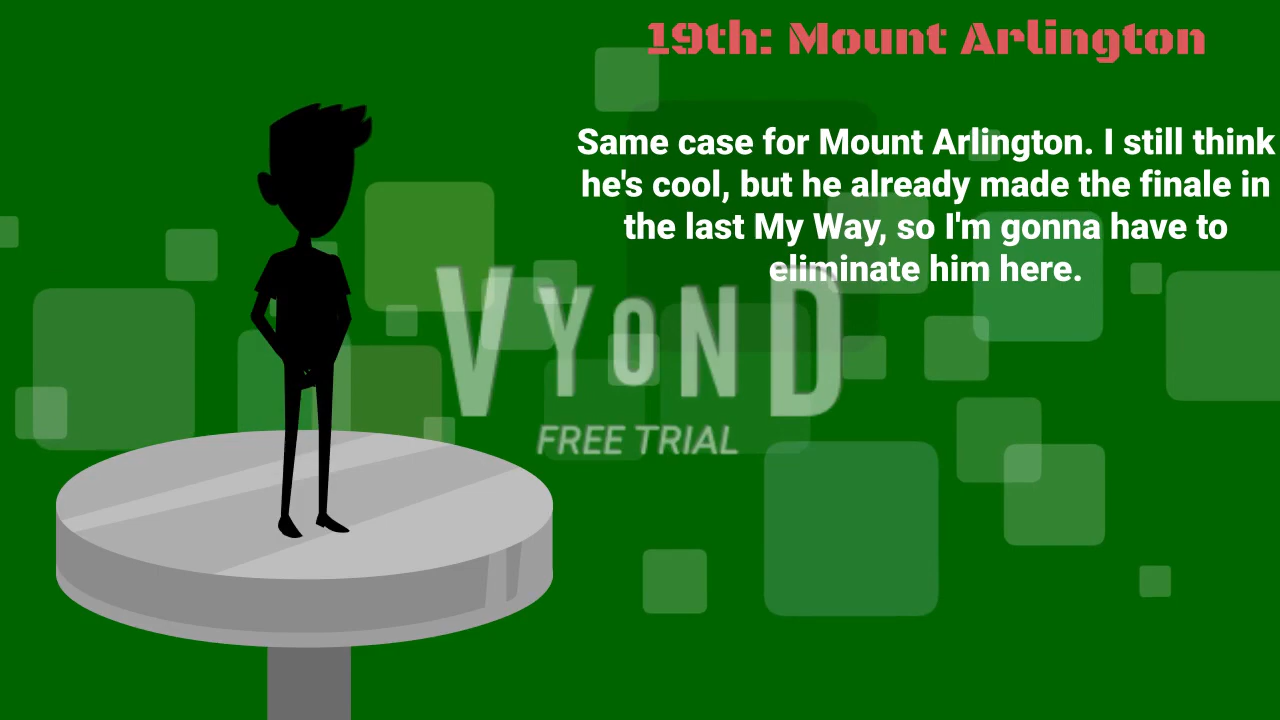 19th: Mount Arlington
Same case for Mount Arlington. I still think
he's cool, but he already made the finale in
the last My Way, so I'm gonna have to
eliminate him here.
VYOND
FREE TRIAL